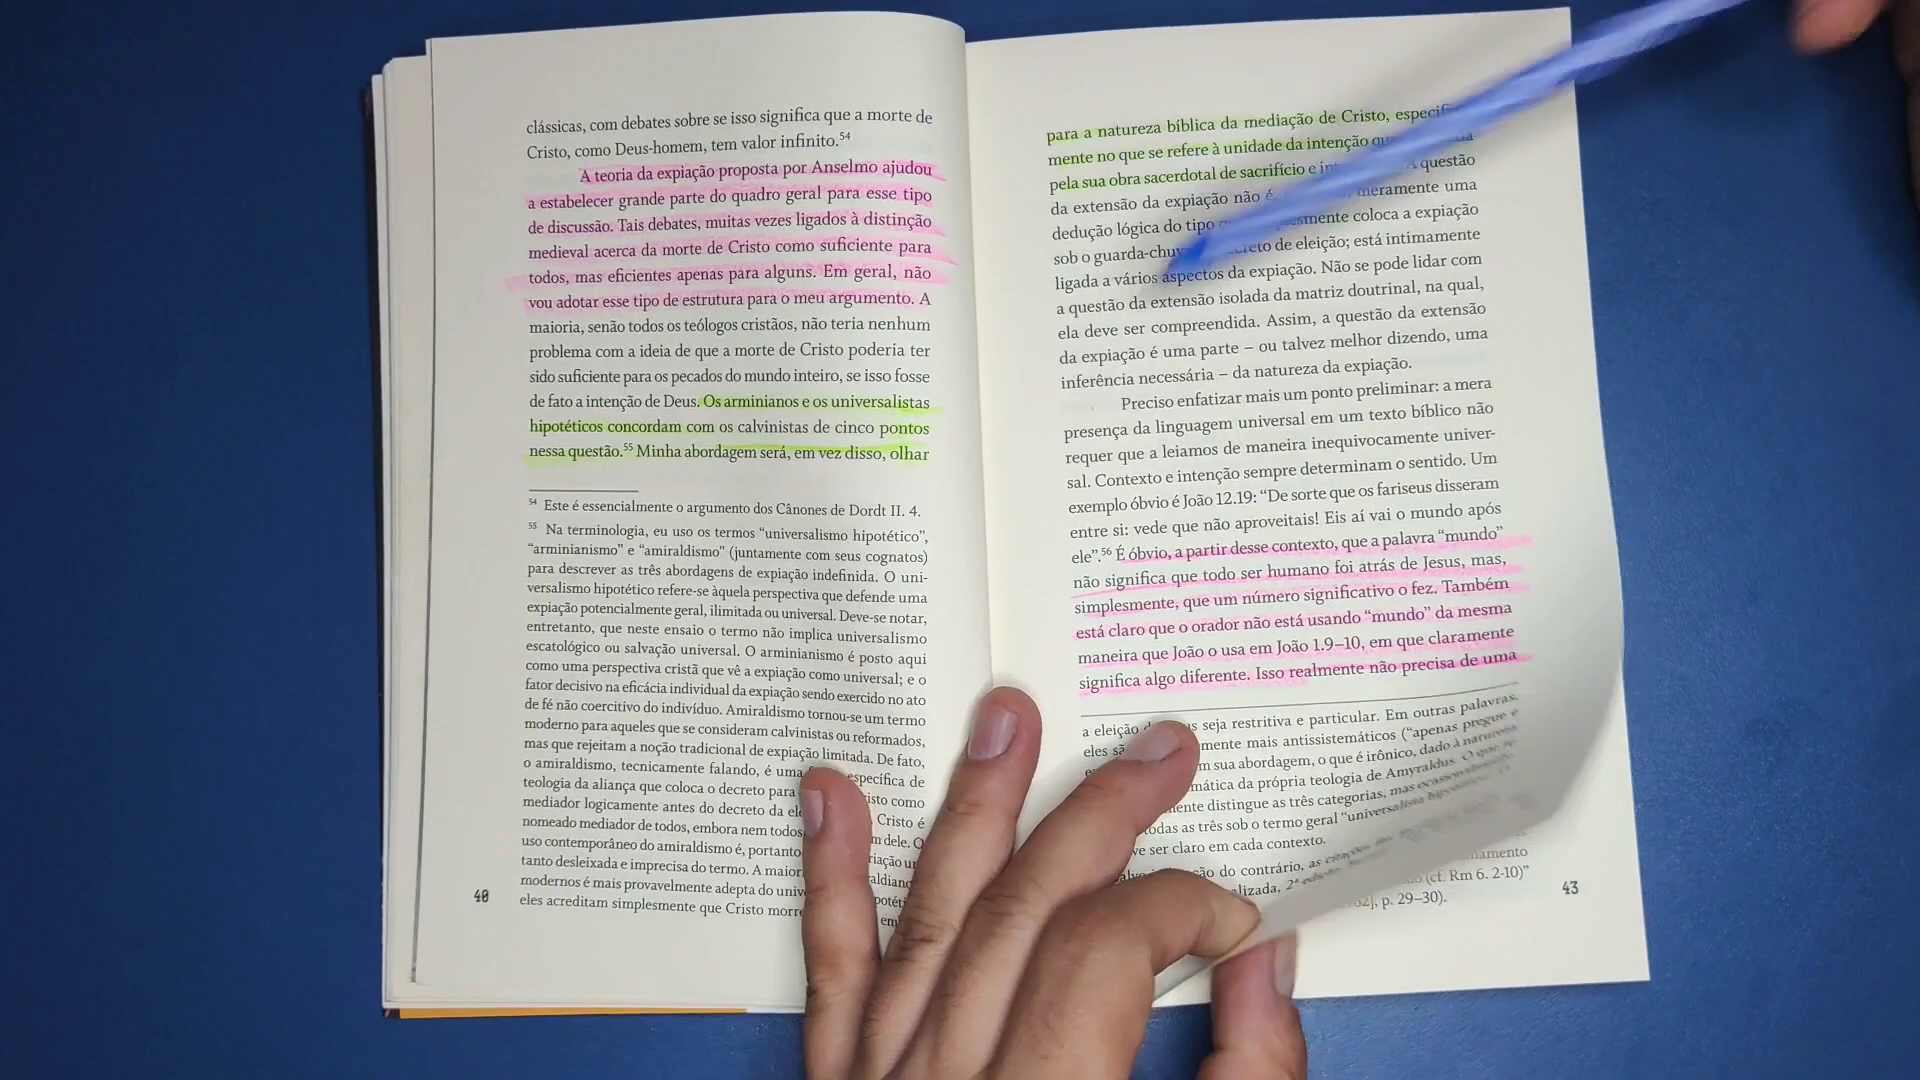 clássicas, com debates sobre se isso significa que a morte de
Cristo, como Deus-homem, tem valor infinito.54
A teoria da expiação proposta por Anselmo ajudou
a estabelecer grande parte do quadro geral para esse tipo
de discussão. Tais debates, muitas vezes ligados à distinção
medieval acerca da morte de Cristo como suficiente para
todos, mas eficientes apenas para alguns. Em geral, não
vou adotar esse tipo de estrutura para o meu argumento. A
maioria, senão todos os teólogos cristãos, não teria nenhum
problema com a ideia de que a morte de Cristo poderia ter
sido suficiente para os pecados do mundo inteiro, se isso fosse
de fato a intenção de Deus. Os arminianos e os universalistas
hipotéticos concordam com os calvinistas de cinco pontos
nessa questão.55 Minha abordagem será, em vez disso, olhar
54 Este é essencialmente o argumento dos Cânones de Dordt II. 4.
55 Na terminologia, eu uso os termos “universalismo hipotético”,
“arminianismo” e “amiraldismo” (juntamente com seus cognatos)
para descrever as três abordagens de expiação indefinida. O uni-
versalismo hipotético refere-se àquela perspectiva que defende uma
expiação potencialmente geral, ilimitada ou universal. Deve-se notar,
entretanto, que neste ensaio o termo não implica universalismo
escatológico ou salvação universal. O arminianismo é posto aqui
como uma perspectiva cristã que vê a expiação como universal; e o
fator decisivo na eficácia individual da expiação sendo exercido no ato
de fé não coercitivo do indivíduo. Amiraldismo tornou-se um termo
moderno para aqueles que se consideram calvinistas ou reformados,
mas que rejeitam a noção tradicional de expiação limitada. De fato,
o amiraldismo, tecnicamente falando, é uma específica de
teologia da aliança que coloca o decreto para como
mediador logicamente antes do decreto da Cristo é
nomeado mediador de todos, embora nem todos dele. O
uso contemporâneo do amiraldismo é, portanto
tanto desleixada e imprecisa do termo. A
modernos é mais provavelmente adepta do
eles acreditam simplesmente que Cristo
40
para a natureza bíblica da mediação de Cristo,
mente no que se refere à unidade da intenção
pela sua obra sacerdotal de sacrifício e A questão
da extensão da expiação não é meramente uma
dedução lógica do tipo coloca a expiação
sob o de eleição; está intimamente
ligada a vários aspectos da expiação. Não se pode lidar com
a questão da extensão isolada da matriz doutrinal, na qual,
ela deve ser compreendida. Assim, a questão da extensão
da expiação é uma parte – ou talvez melhor dizendo, uma
inferência necessária – da natureza da expiação.
Preciso enfatizar mais um ponto preliminar: a mera
presença da linguagem universal em um texto bíblico não
requer que a leiamos de maneira inequivocamente univer-
sal. Contexto e intenção sempre determinam o sentido. Um
exemplo óbvio é João 12.19: “De sorte que os fariseus disseram
entre si: vede que não aproveitais! Eis aí vai o mundo após
ele”.56 É óbvio, a partir desse contexto, que a palavra “mundo”
não significa que todo ser humano foi atrás de Jesus, mas,
simplesmente, que um número significativo o fez. Também
está claro que o orador não está usando “mundo” da mesma
maneira que João o usa em João 1.9–10, em que claramente
significa algo diferente. Isso realmente não precisa de uma
a eleição seja restritiva e particular. Em outras palavras,
eles mais antissistemáticos (“apenas pregue e
sua abordagem, o que é irônico, dado à natureza
da própria teologia de Amyraldus. O que
distingue as três categorias, mas ocasionalmente
todas as três sob o termo geral “universalista
ser claro em cada contexto.
do contrário, as citações
2ª
(cf. Rm 6. 2-10)”
p. 29–30).
43